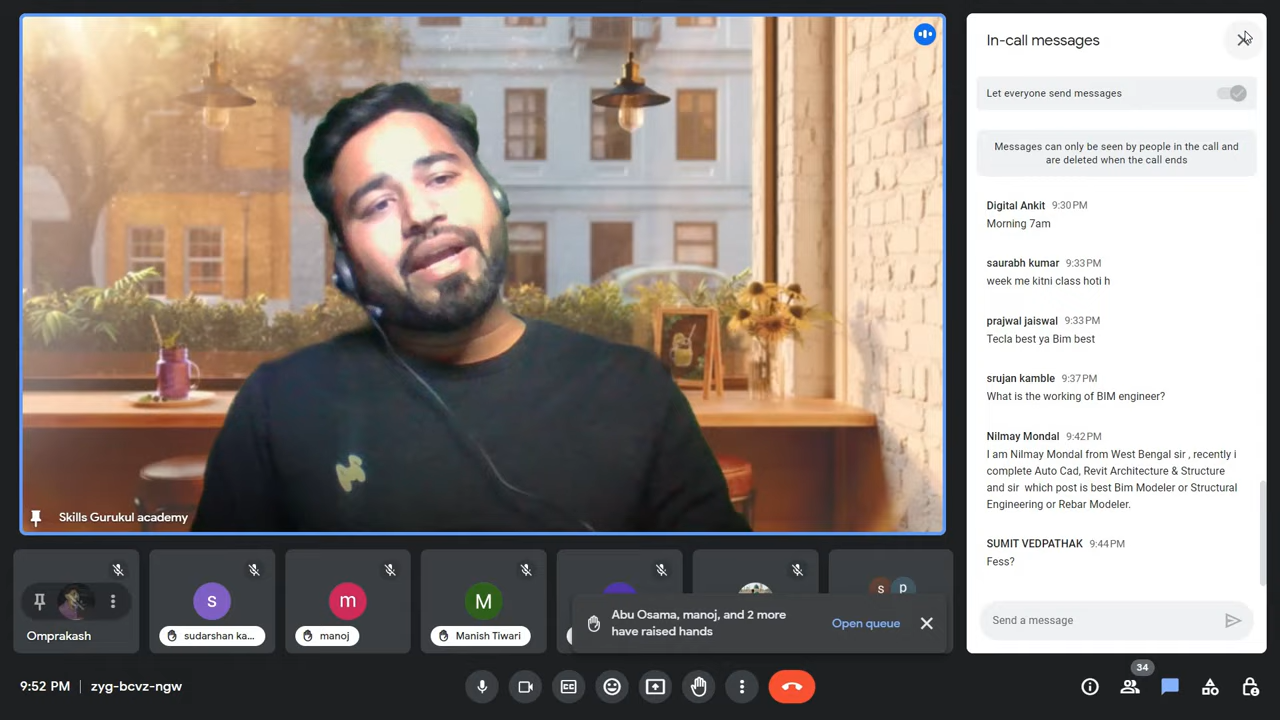 In-call messages
Let everyone send messages
Messages can only be seen by people in the call and
are deleted when the call ends
Digital Ankit 9:30 PM
Morning 7am
saurabh kumar 9:33 PM
week me kitni class hoti h
prajwal jaiswal 9:33 PM
Tecla best ya Bim best
srujan kamble 9:37 PM
What is the working of BIM engineer?
Nilmay Mondal 9:42 PM
I am Nilmay Mondal from West Bengal sir , recently i
complete Auto Cad, Revit Architecture & Structure
and sir which post is best Bim Modeler or Structural
Engineering or Rebar Modeler.
SUMIT VEDPATHAK 9:44 PM
Fess?
Send a message
Skills Gurukul academy
Omprakash
s
sudarshan ka...
m
manoj
M
Manish Tiwari
s p
Abu Osama, manoj, and 2 more
have raised hands
Open queue
9:52 PM | zyg-bcvz-ngw
34